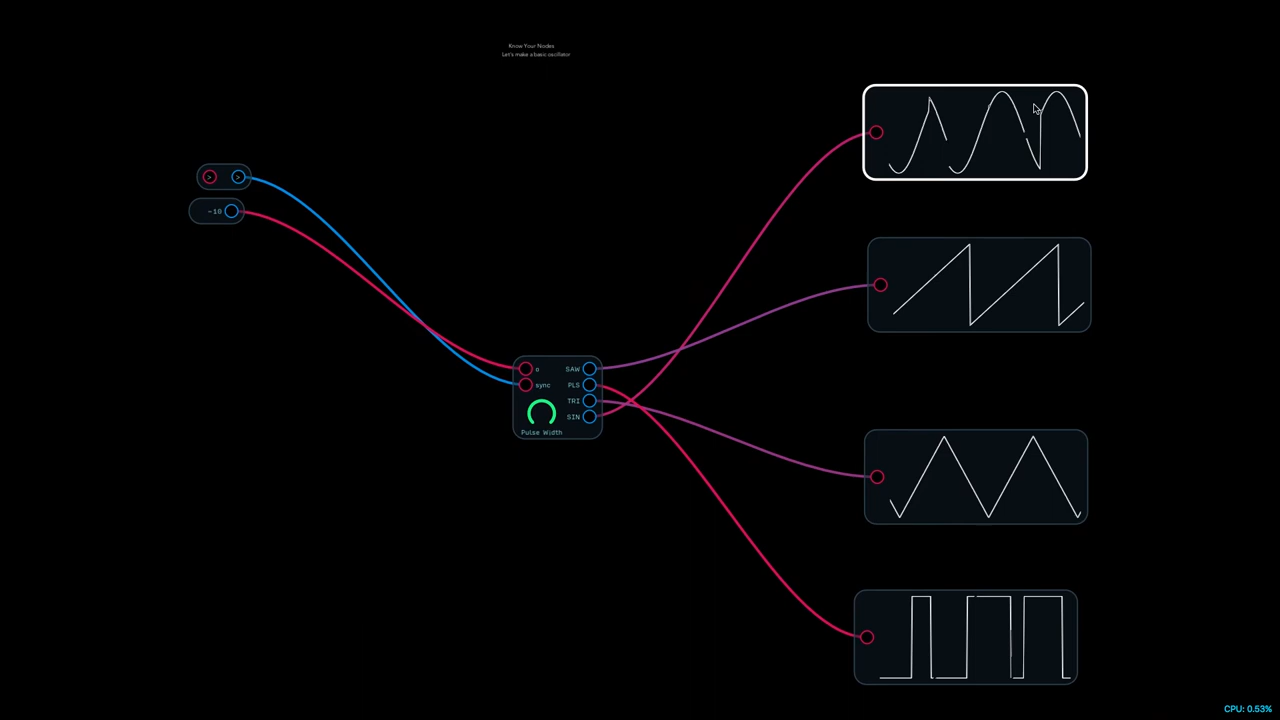 Know Your Nodes
Let's make a basic oscillator
> >
-10
o SAW
sync PLS
TRI
SIN
Pulse Width
CPU: 0.53%